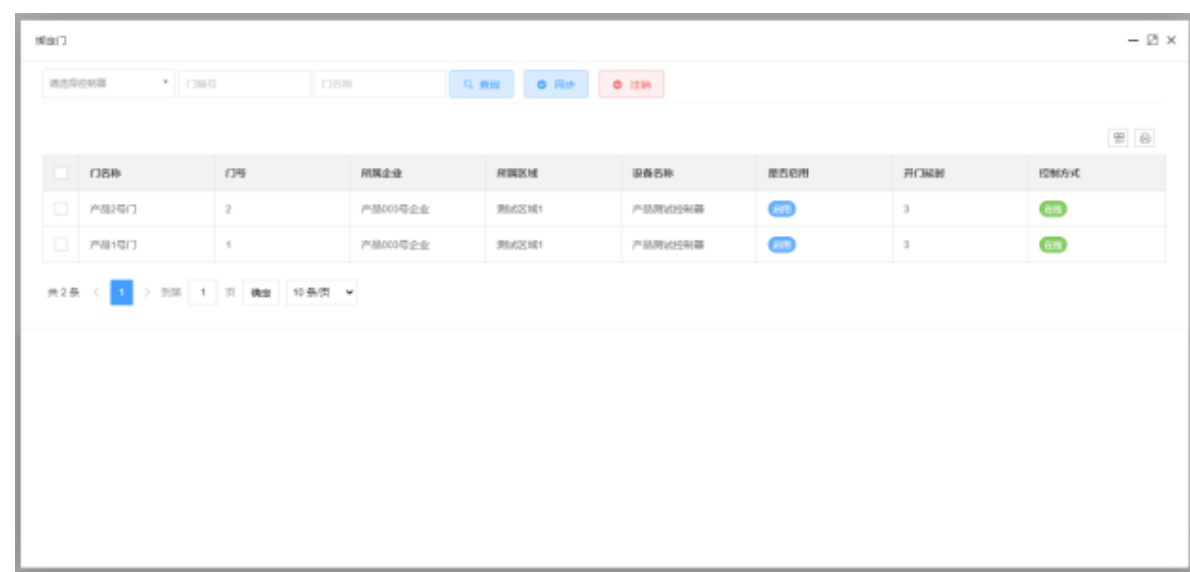 绑定门
请选择控制器 门编号 门名称 查询 同步 注销
门名称 门号 所属企业 所属区域 设备名称 是否启用 开门延时 控制方式
产品2号门 2 产品003号企业 测试区域1 产品测试控制器 启用 3 在线
产品1号门 1 产品003号企业 测试区域1 产品测试控制器 启用 3 在线
共 2 条 1 到第 1 页 确定 10 条/页